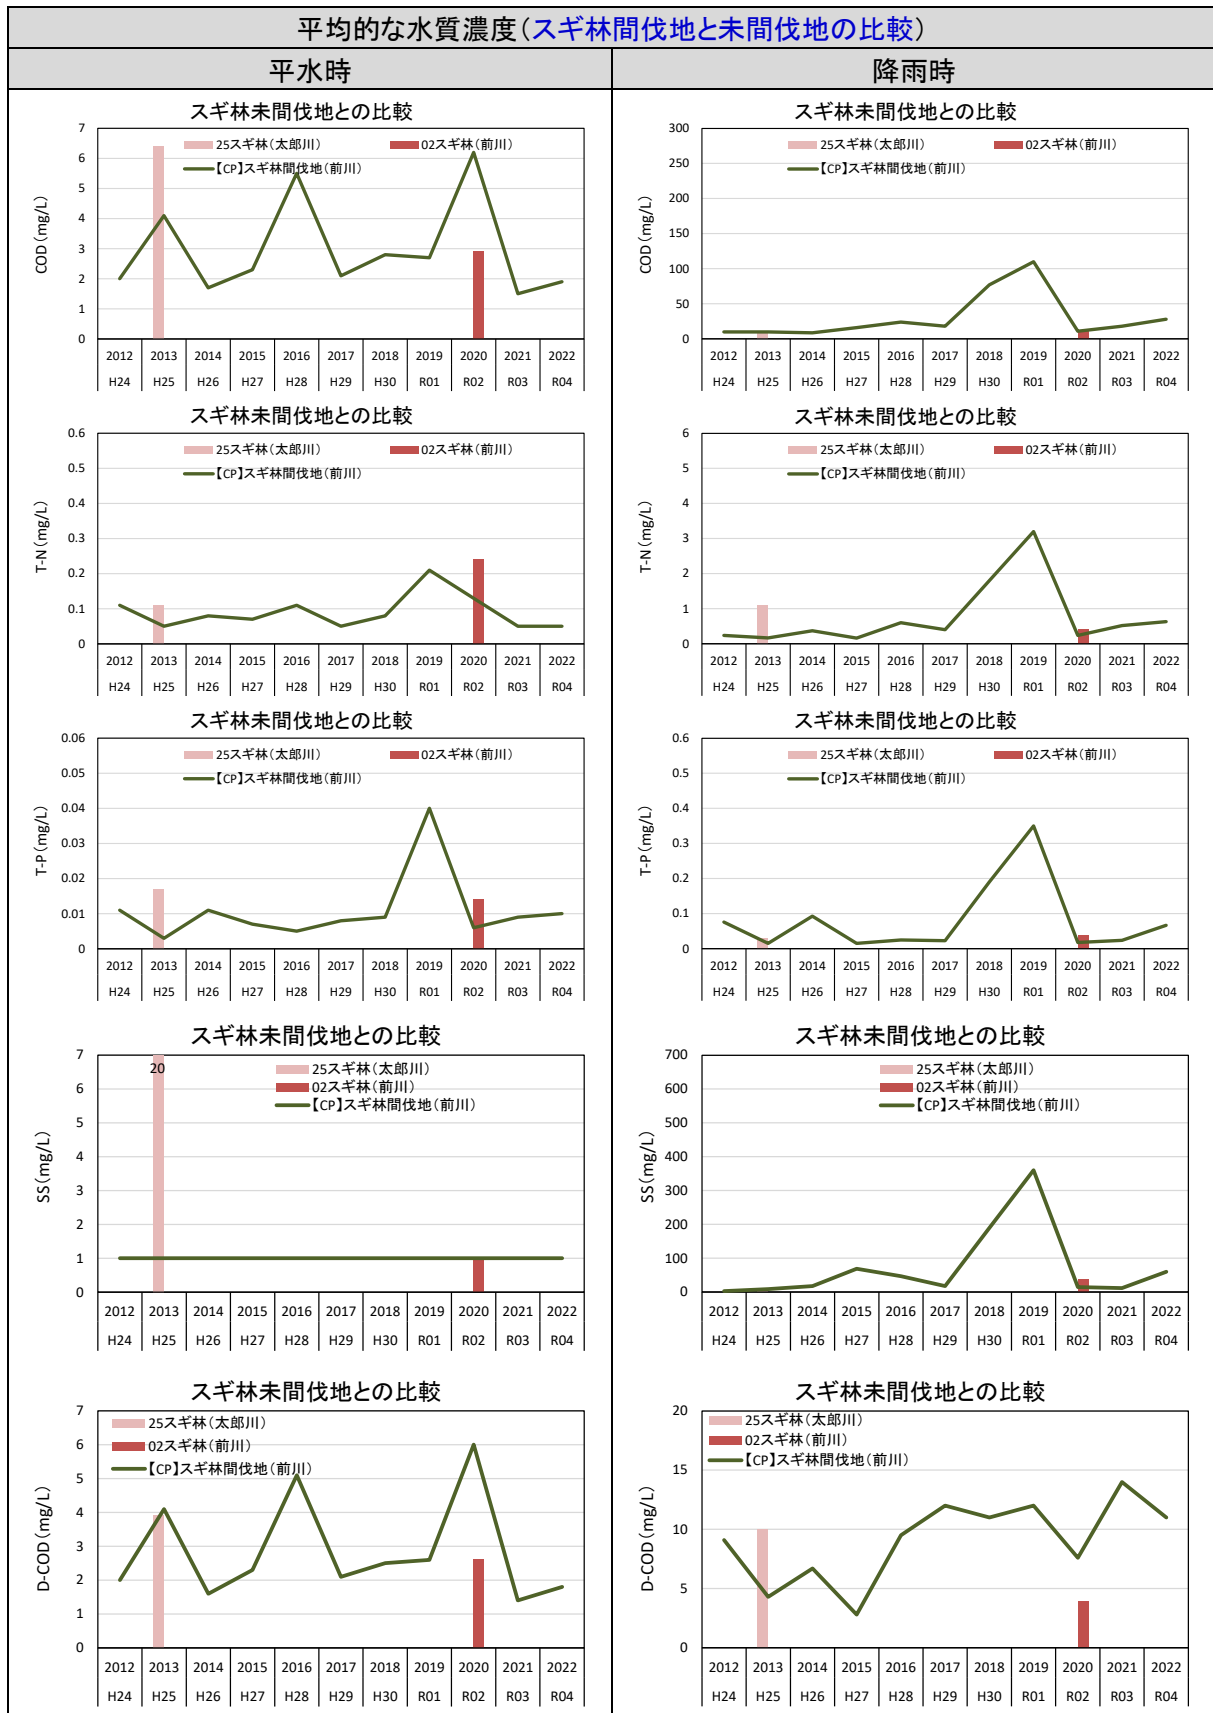 平均的な水質濃度(スギ林間伐地と未間伐地の比較)
平水時
降雨時
スギ林未間伐地との比較
25スギ林(太郎川)
02スギ林(前川)
【CP】スギ林間伐地(前川)
COD(mg/L)
7
6
5
4
3
2
1
0
2012 2013 2014 2015 2016 2017 2018 2019 2020 2021 2022
H24 H25 H26 H27 H28 H29 H30 R01 R02 R03 R04
スギ林未間伐地との比較
25スギ林(太郎川)
02スギ林(前川)
【CP】スギ林間伐地(前川)
COD(mg/L)
300
250
200
150
100
50
0
2012 2013 2014 2015 2016 2017 2018 2019 2020 2021 2022
H24 H25 H26 H27 H28 H29 H30 R01 R02 R03 R04
スギ林未間伐地との比較
25スギ林(太郎川)
02スギ林(前川)
【CP】スギ林間伐地(前川)
T-N(mg/L)
0.6
0.5
0.4
0.3
0.2
0.1
0
2012 2013 2014 2015 2016 2017 2018 2019 2020 2021 2022
H24 H25 H26 H27 H28 H29 H30 R01 R02 R03 R04
スギ林未間伐地との比較
25スギ林(太郎川)
02スギ林(前川)
【CP】スギ林間伐地(前川)
T-N(mg/L)
6
5
4
3
2
1
0
2012 2013 2014 2015 2016 2017 2018 2019 2020 2021 2022
H24 H25 H26 H27 H28 H29 H30 R01 R02 R03 R04
スギ林未間伐地との比較
25スギ林(太郎川)
02スギ林(前川)
【CP】スギ林間伐地(前川)
T-P(mg/L)
0.06
0.05
0.04
0.03
0.02
0.01
0
2012 2013 2014 2015 2016 2017 2018 2019 2020 2021 2022
H24 H25 H26 H27 H28 H29 H30 R01 R02 R03 R04
スギ林未間伐地との比較
25スギ林(太郎川)
02スギ林(前川)
【CP】スギ林間伐地(前川)
T-P(mg/L)
0.6
0.5
0.4
0.3
0.2
0.1
0
2012 2013 2014 2015 2016 2017 2018 2019 2020 2021 2022
H24 H25 H26 H27 H28 H29 H30 R01 R02 R03 R04
スギ林未間伐地との比較
25スギ林(太郎川)
02スギ林(前川)
【CP】スギ林間伐地(前川)
20
SS(mg/L)
7
6
5
4
3
2
1
0
2012 2013 2014 2015 2016 2017 2018 2019 2020 2021 2022
H24 H25 H26 H27 H28 H29 H30 R01 R02 R03 R04
スギ林未間伐地との比較
25スギ林(太郎川)
02スギ林(前川)
【CP】スギ林間伐地(前川)
SS(mg/L)
700
600
500
400
300
200
100
0
2012 2013 2014 2015 2016 2017 2018 2019 2020 2021 2022
H24 H25 H26 H27 H28 H29 H30 R01 R02 R03 R04
スギ林未間伐地との比較
25スギ林(太郎川)
02スギ林(前川)
【CP】スギ林間伐地(前川)
D-COD(mg/L)
7
6
5
4
3
2
1
0
2012 2013 2014 2015 2016 2017 2018 2019 2020 2021 2022
H24 H25 H26 H27 H28 H29 H30 R01 R02 R03 R04
スギ林未間伐地との比較
25スギ林(太郎川)
02スギ林(前川)
【CP】スギ林間伐地(前川)
D-COD(mg/L)
20
15
10
5
0
2012 2013 2014 2015 2016 2017 2018 2019 2020 2021 2022
H24 H25 H26 H27 H28 H29 H30 R01 R02 R03 R04